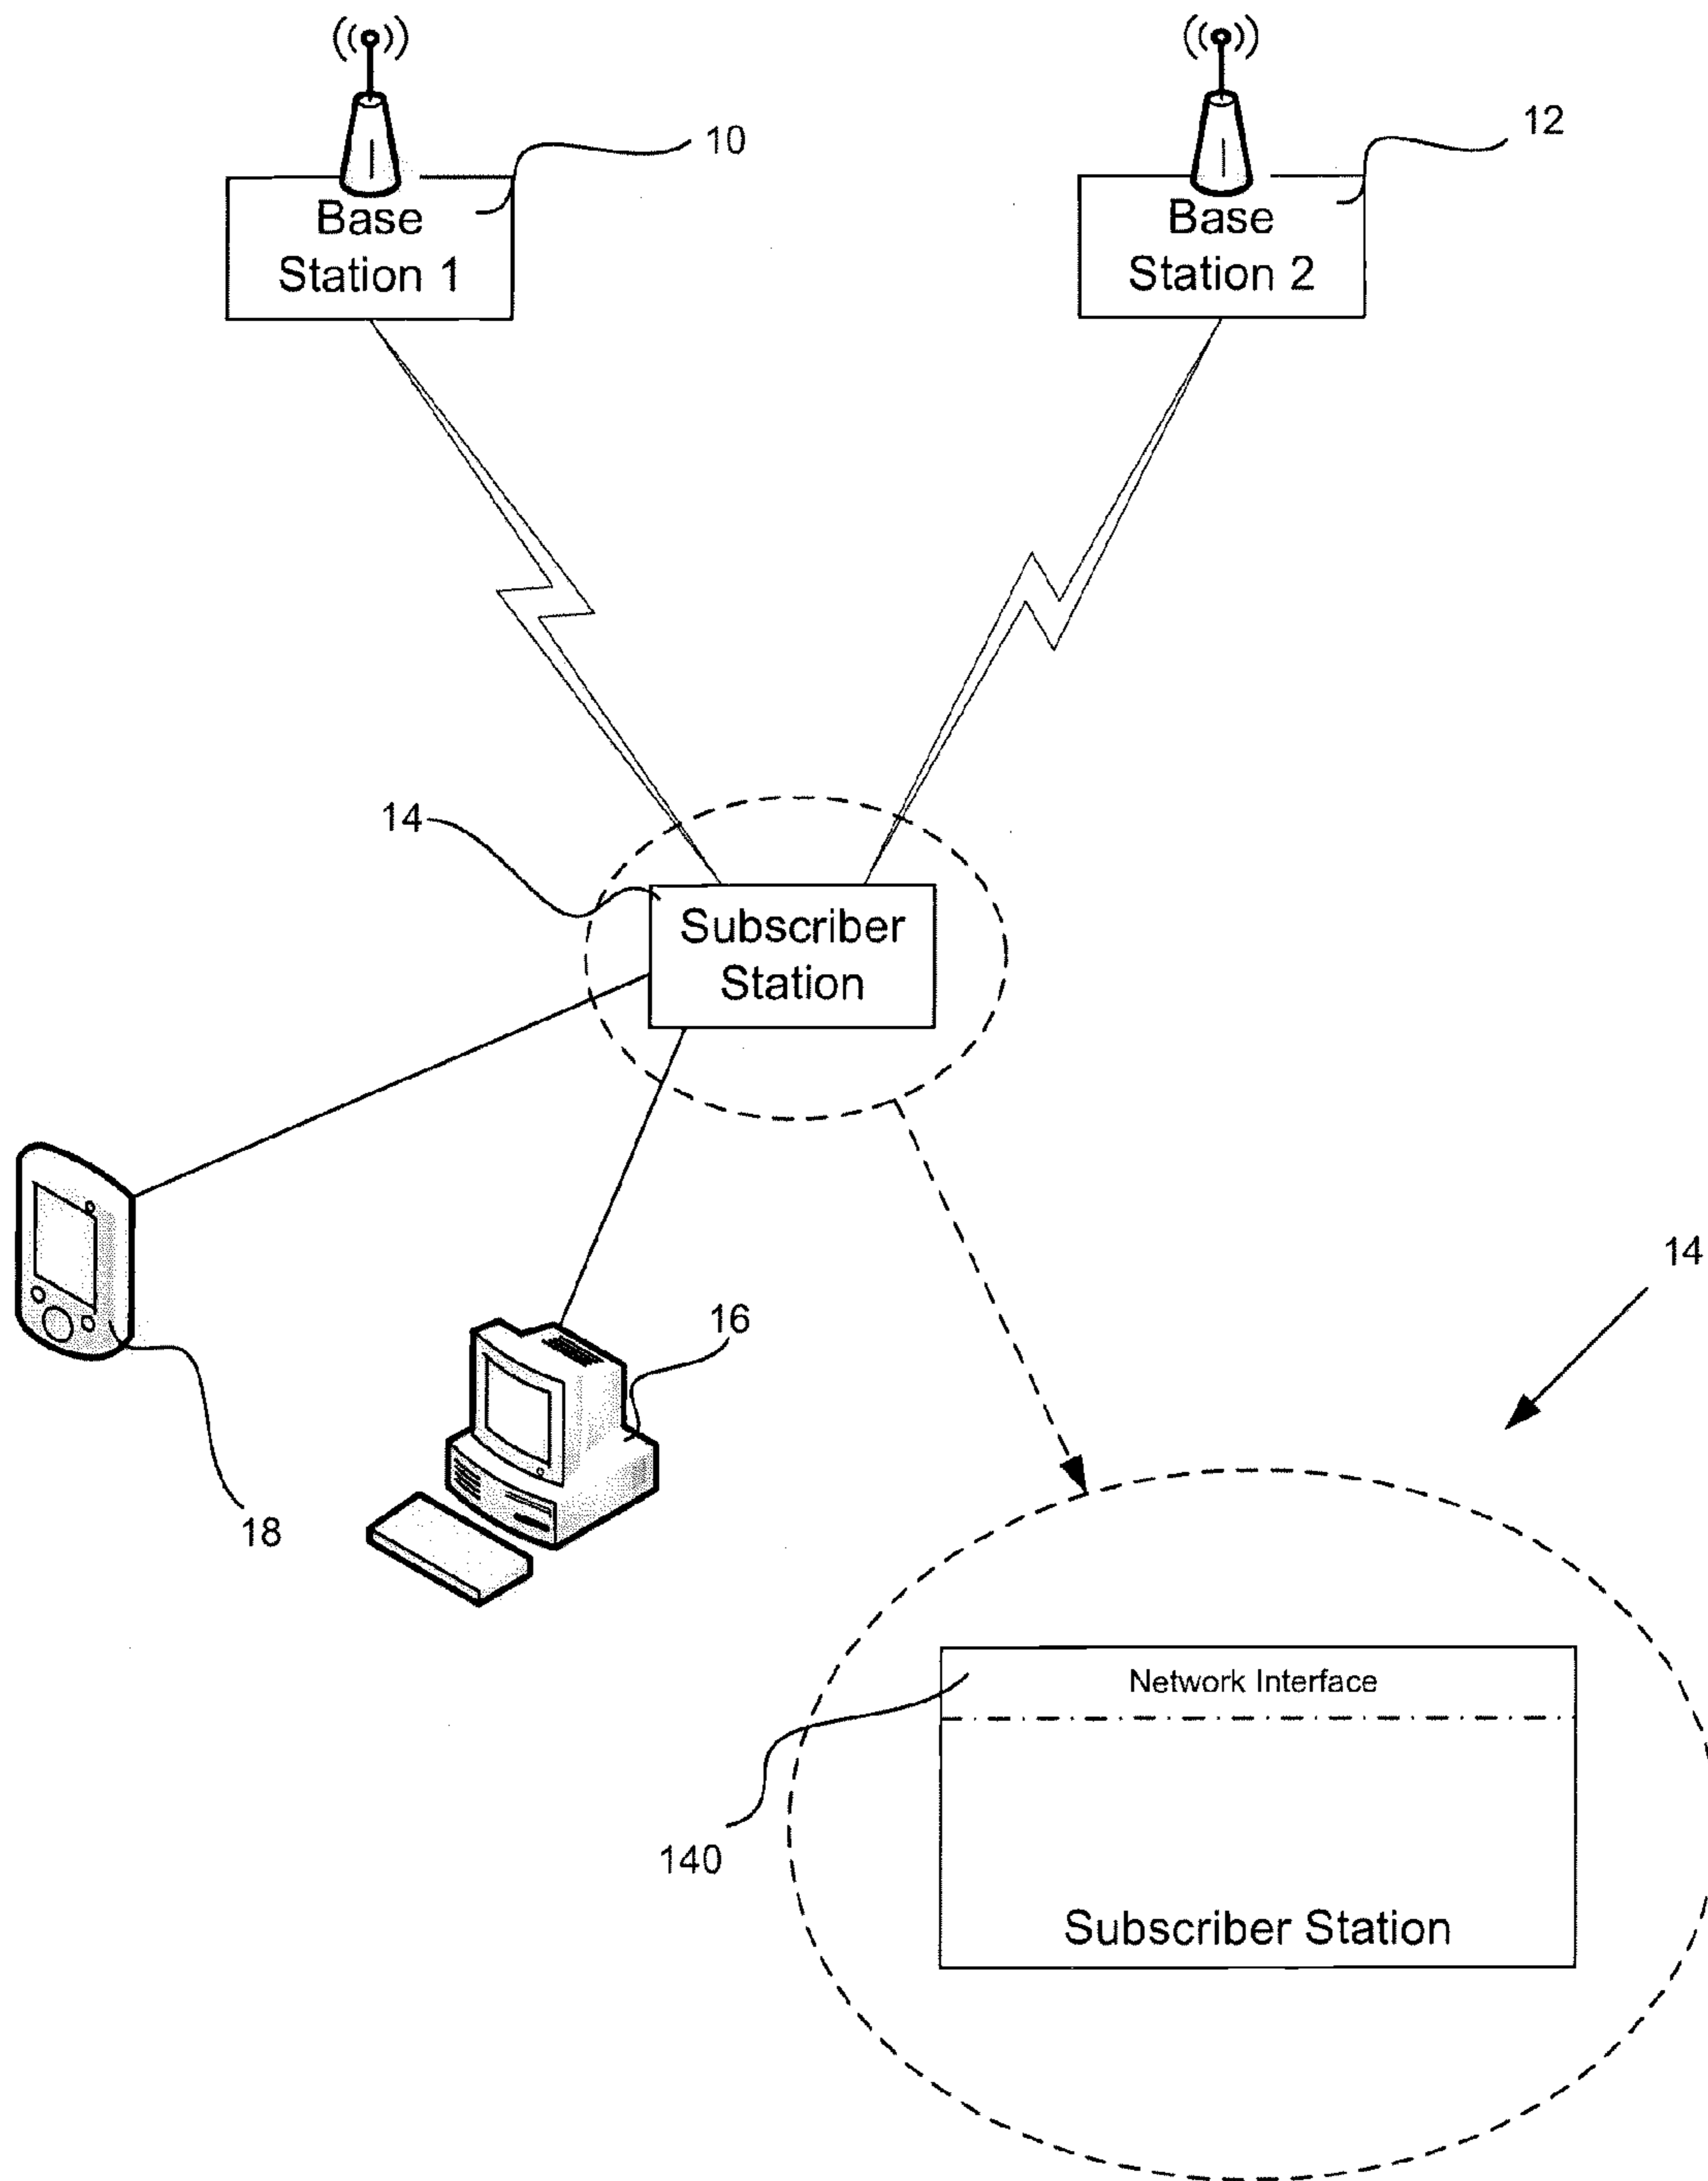 10
12
Base
Station 1
Base
Station 2
14
Subscriber
Station
14
16
18
Network Interface
140
Subscriber Station